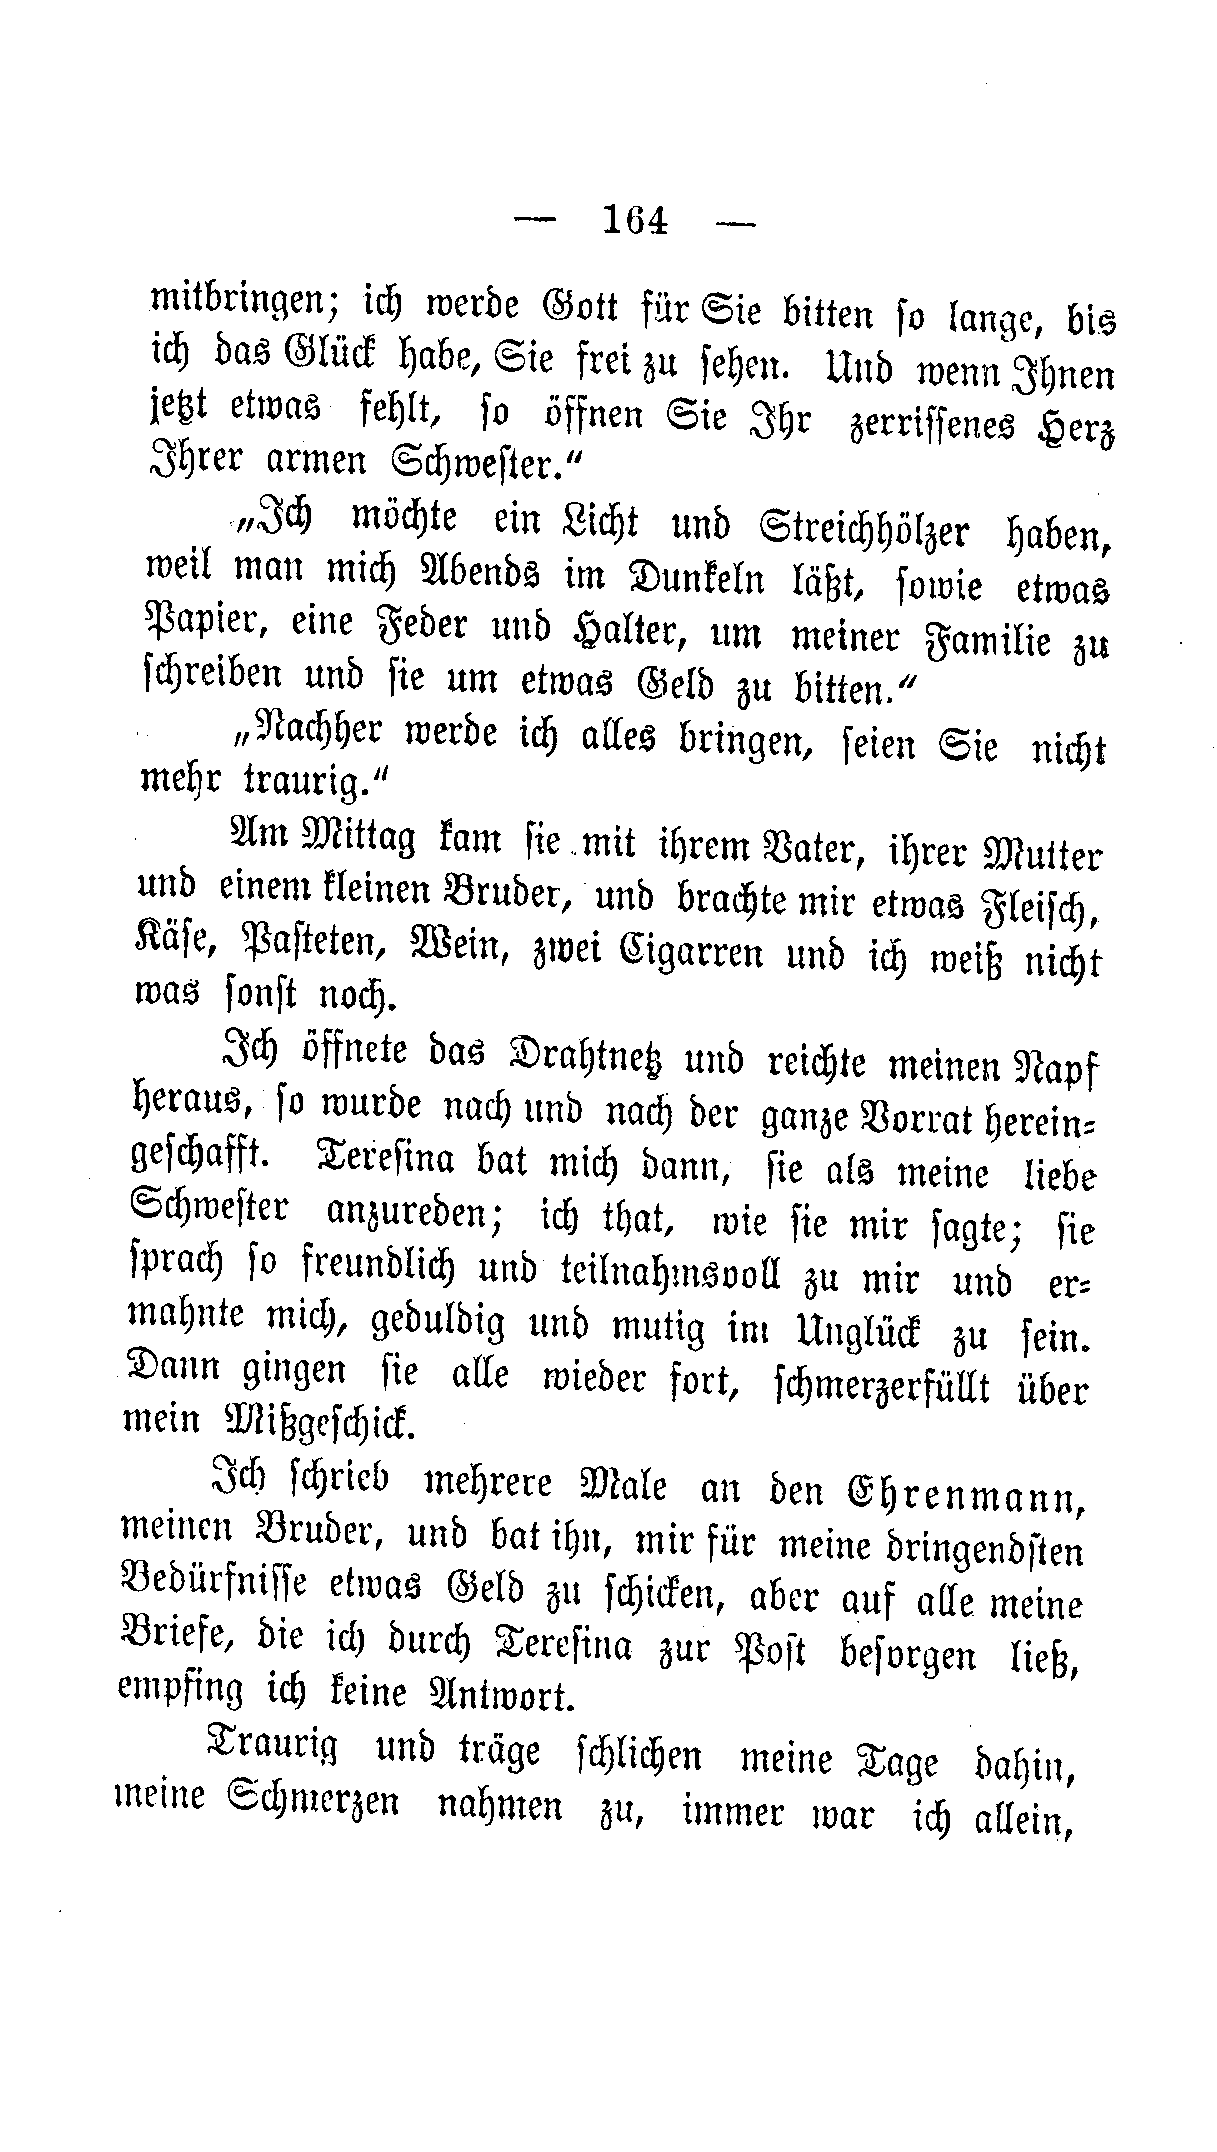 — 164 —
mitbringen; ich werde Gott für Sie bitten so lange, bis
ich das Glück habe, Sie frei zu sehen. Und wenn Ihnen
jetzt etwas fehlt, so öffnen Sie Ihr zerrissenes Herz
Ihrer armen Schwester.“
„Ich möchte ein Licht und Streichhölzer haben,
weil man mich Abends im Dunkeln läßt, sowie etwas
Papier, eine Feder und Halter, um meiner Familie zu
schreiben und sie um etwas Geld zu bitten.“
„Nachher werde ich alles bringen, seien Sie nicht
mehr traurig.“
Am Mittag kam sie mit ihrem Vater, ihrer Mutter
und einem kleinen Bruder, und brachte mir etwas Fleisch,
Käse, Pasteten, Wein, zwei Cigarren und ich weiß nicht
was sonst noch.
Ich öffnete das Drahtnetz und reichte meinen Napf
heraus, so wurde nach und nach der ganze Vorrat herein-
geschafft. Teresina bat mich dann, sie als meine liebe
Schwester anzureden; ich that, wie sie mir sagte; sie
sprach so freundlich und teilnahmsvoll zu mir und er-
mahnte mich, geduldig und mutig im Unglück zu sein.
Dann gingen sie alle wieder fort, schmerzerfüllt über
mein Mißgeschick.
Ich schrieb mehrere Male an den Ehrenmann,
meinen Bruder, und bat ihn, mir für meine dringendsten
Bedürfnisse etwas Geld zu schicken, aber auf alle meine
Briefe, die ich durch Teresina zur Post besorgen ließ,
empfing ich keine Antwort.
Traurig und träge schlichen meine Tage dahin,
meine Schmerzen nahmen zu, immer war ich allein,